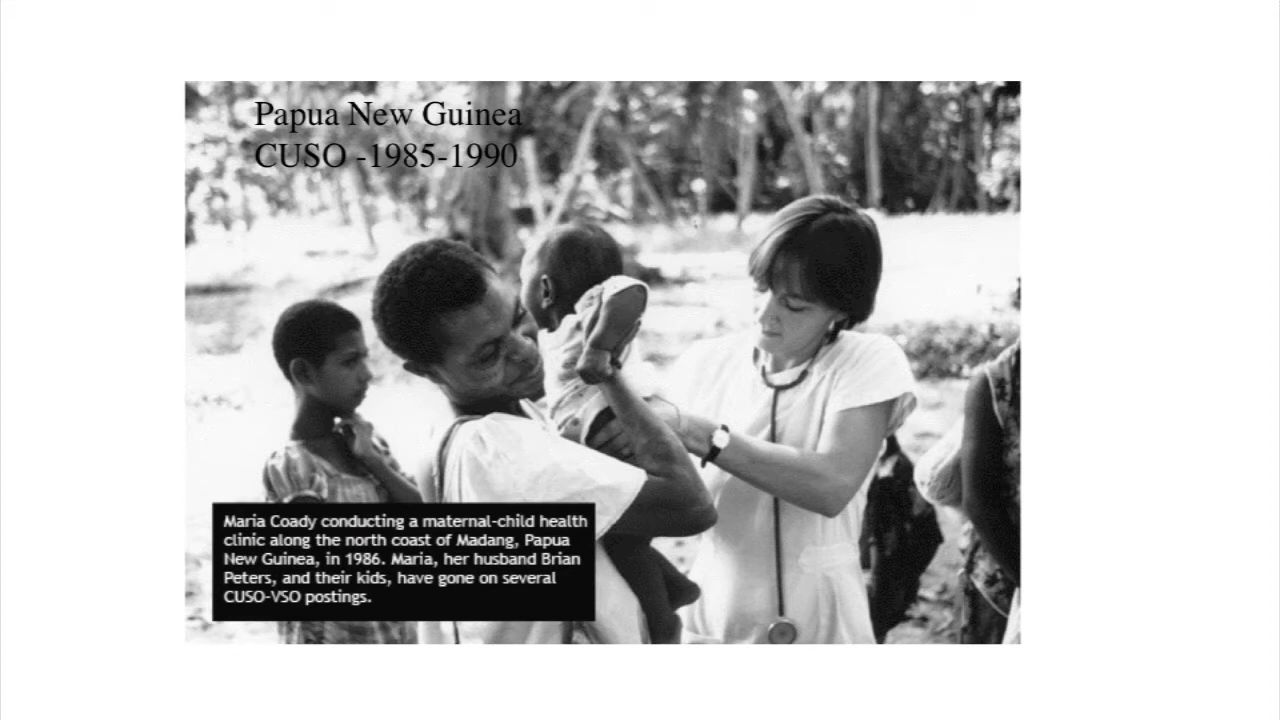 Papua New Guinea
CUSO -1985-1990
Maria Coady conducting a maternal-child health
clinic along the north coast of Madang, Papua
New Guinea, in 1986. Maria, her husband Brian
Peters, and their kids, have gone on several
CUSO-VSO postings.